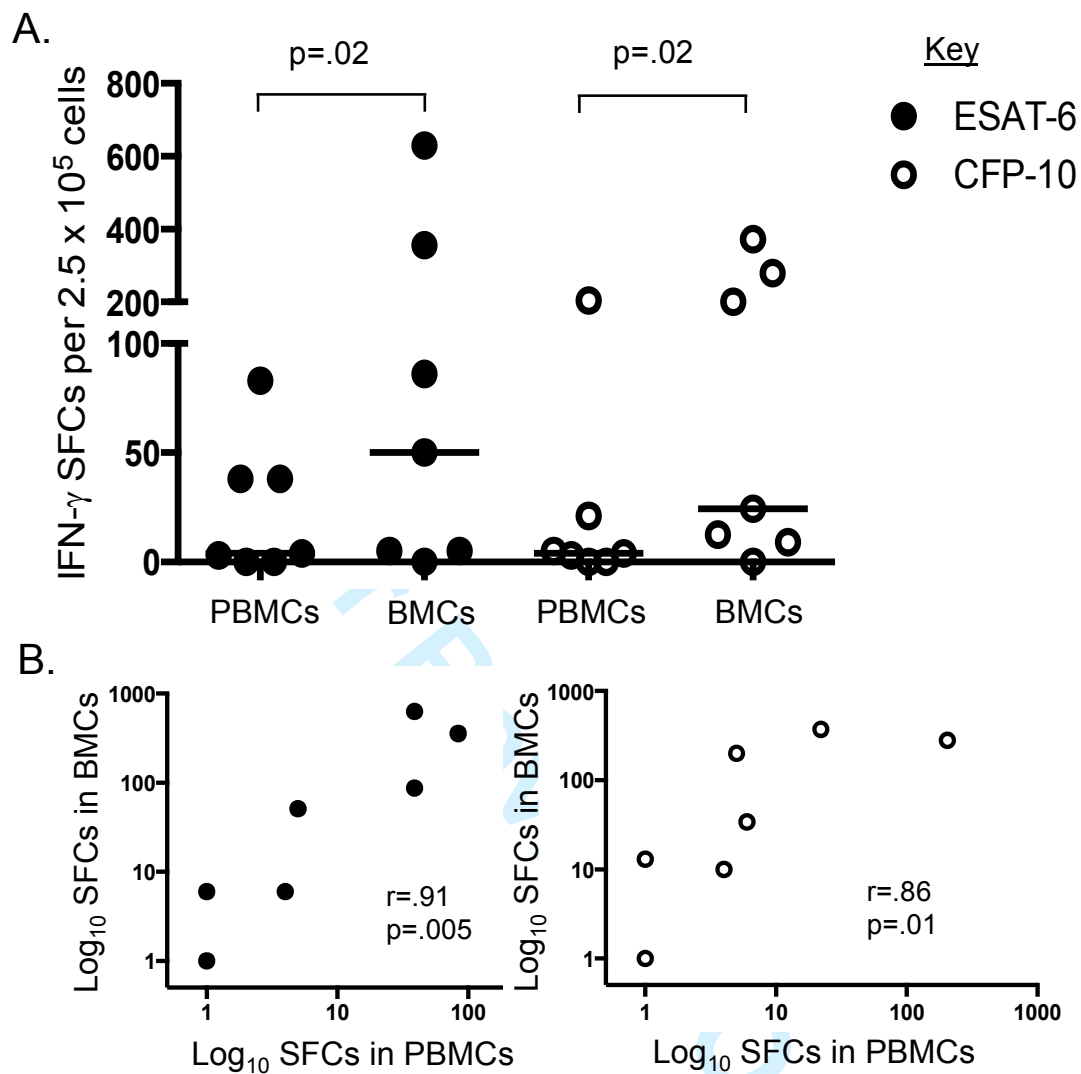 A.
p=.02
p=.02
Key
ESAT-6
CFP-10
IFN-γ SFCs per 2.5 x 10⁵ cells
800
600
400
200
100
50
0
PBMCs
BMCs
PBMCs
BMCs
B.
Log₁₀ SFCs in BMCs
1000
100
10
1
r=.91
p=.005
1
10
100
Log₁₀ SFCs in PBMCs
Log₁₀ SFCs in BMCs
1000
100
10
1
r=.86
p=.01
1
10
100
1000
Log₁₀ SFCs in PBMCs